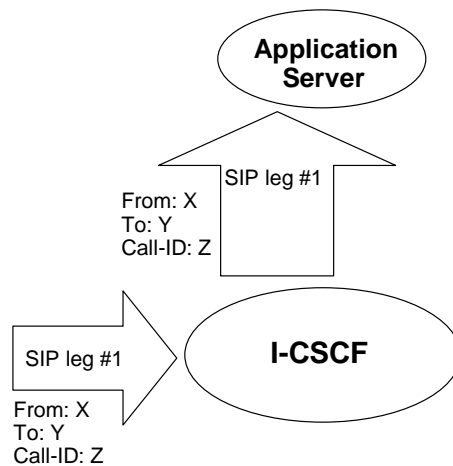 Application
Server
SIP leg #1
From: X
To: Y
Call-ID: Z
I-CSCF
SIP leg #1
From: X
To: Y
Call-ID: Z